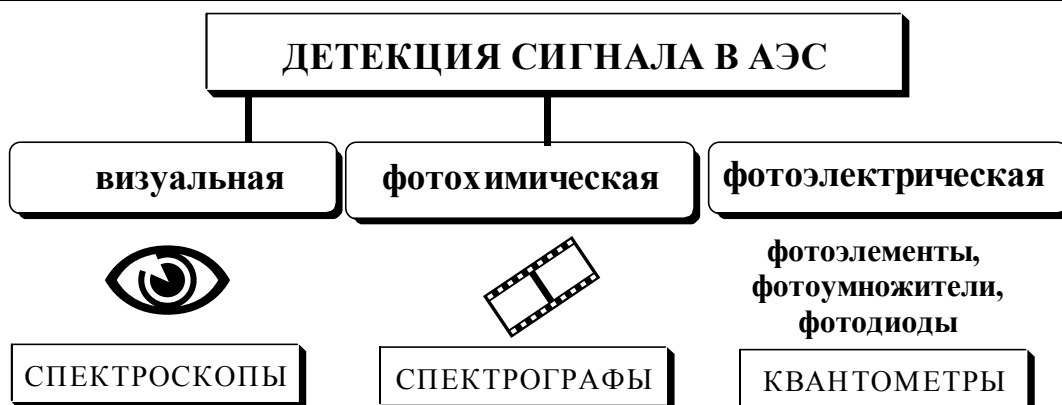 ДЕТЕКЦИЯ СИГНАЛА В АЭС
визуальная
фотохимическая
фотоэлектрическая
фотоэлементы,
фотоумножители,
фотодиоды
СПЕКТРОСКОПЫ
СПЕКТРОГРАФЫ
КВАНТОМЕТРЫ